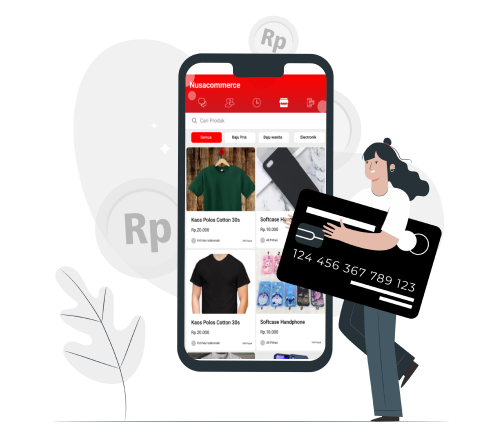 Rp
Nusacommerce
Cari Produk
Semua
Baju Pria
Baju wanita
Elektronik
Kaos Polos Cotton 30s
Rp.20.000
Softcase H
Rp.10.000
Rp
124 456 367 789 123
Kaos Polos Cotton 30s
Rp.20.000
Softcase Handphone
Rp.10.000